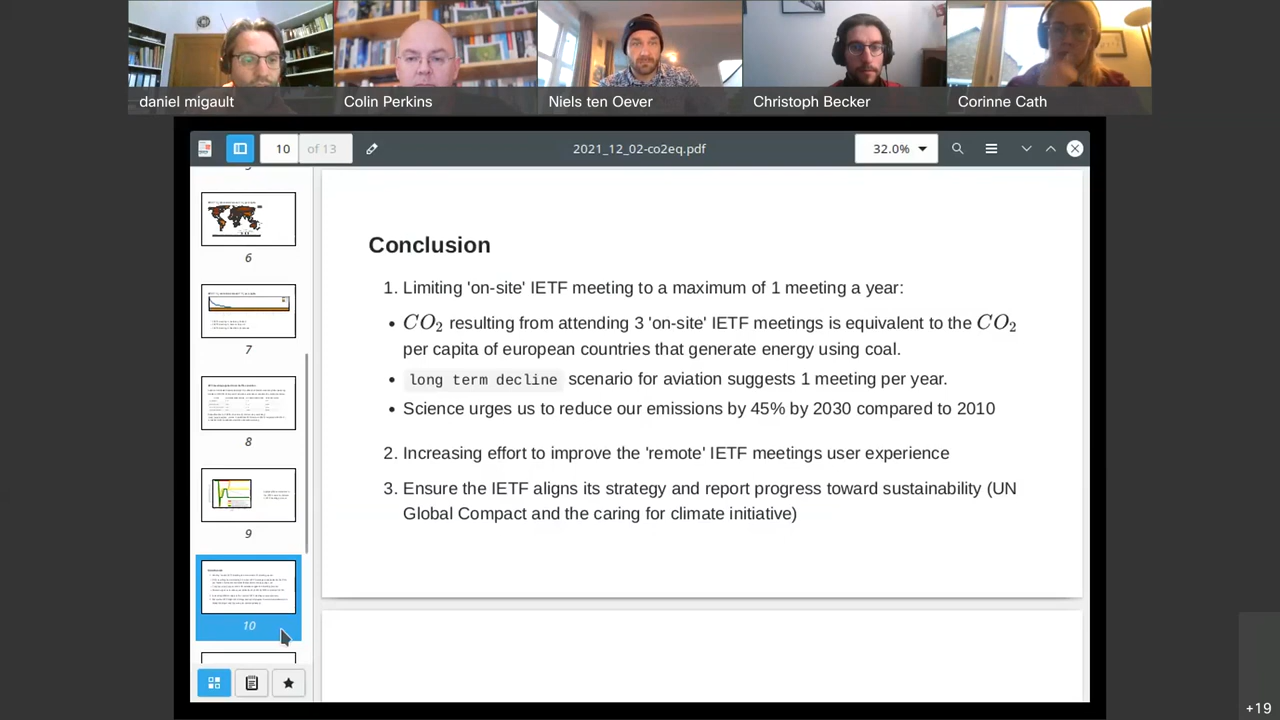 daniel migault
Colin Perkins
Niels ten Oever
Christoph Becker
Corinne Cath
10 of 13
2021_12_02-co2eq.pdf
32.0%
6
7
8
9
10
Conclusion
1. Limiting 'on-site' IETF meeting to a maximum of 1 meeting a year:
• CO2 resulting from attending 3 'on-site' IETF meetings is equivalent to the CO2
per capita of european countries that generate energy using coal.
• long term decline scenario for aviation suggests 1 meeting per year.
• Science urges us to reduce our emissions by 45% by 2030 compared to 2010
2. Increasing effort to improve the 'remote' IETF meetings user experience
3. Ensure the IETF aligns its strategy and report progress toward sustainability (UN
Global Compact and the caring for climate initiative)
+19